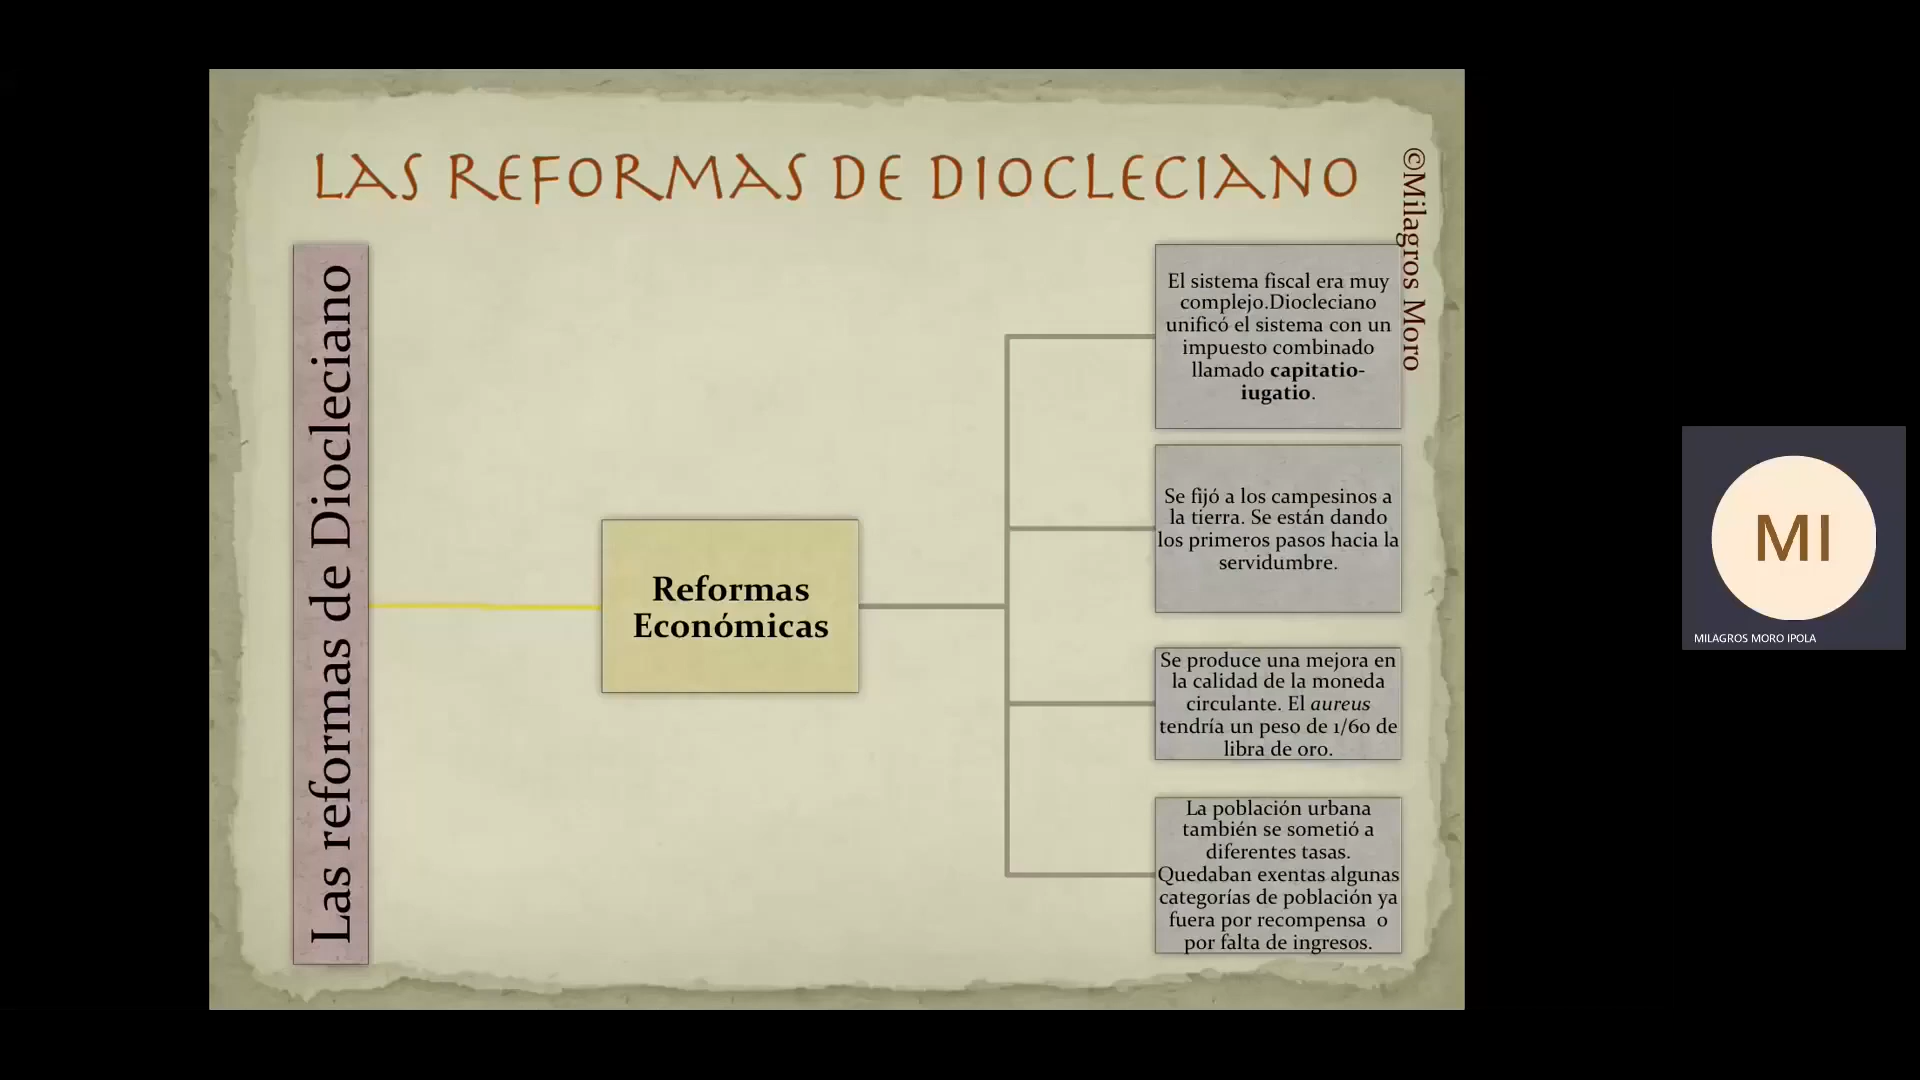 LAS REFORMAS DE DIOCLECIANO
©Milagros Moro
Las reformas de Diocleciano
Reformas
Económicas
El sistema fiscal era muy
complejo.Diocleciano
unificó el sistema con un
impuesto combinado
llamado capitatio-
iugatio.
Se fijó a los campesinos a
la tierra. Se están dando
los primeros pasos hacia la
servidumbre.
Se produce una mejora en
la calidad de la moneda
circulante. El aureus
tendría un peso de 1/60 de
libra de oro.
La población urbana
también se sometió a
diferentes tasas.
Quedaban exentas algunas
categorías de población ya
fuera por recompensa o
por falta de ingresos.
MI
MILAGROS MORO IPOLA